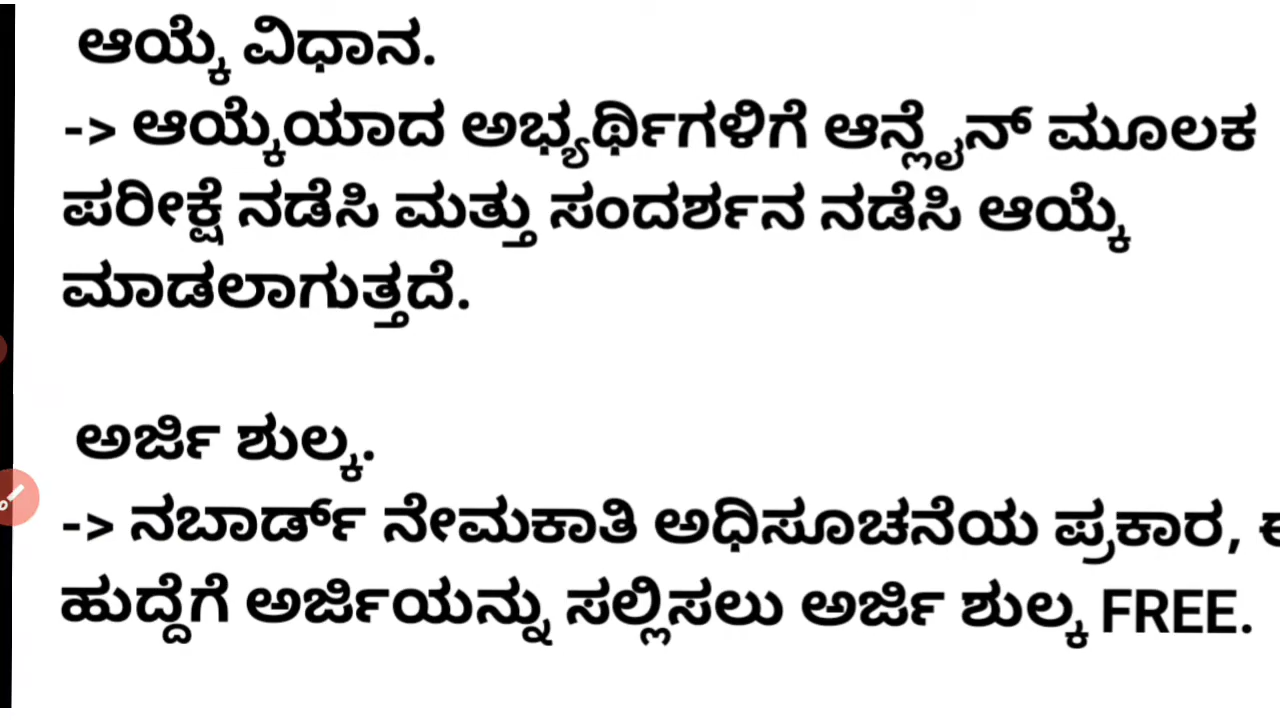 ಆಯ್ಕೆ ವಿಧಾನ.
-> ಆಯ್ಕೆಯಾದ ಅಭ್ಯರ್ಥಿಗಳಿಗೆ ಆನ್ಲೈನ್ ಮೂಲಕ
ಪರೀಕ್ಷೆ ನಡೆಸಿ ಮತ್ತು ಸಂದರ್ಶನ ನಡೆಸಿ ಆಯ್ಕೆ
ಮಾಡಲಾಗುತ್ತದೆ.
ಅರ್ಜಿ ಶುಲ್ಕ.
-> ನಬಾರ್ಡ್ ನೇಮಕಾತಿ ಅಧಿಸೂಚನೆಯ ಪ್ರಕಾರ,
ಹುದ್ದೆಗೆ ಅರ್ಜಿಯನ್ನು ಸಲ್ಲಿಸಲು ಅರ್ಜಿ ಶುಲ್ಕ FREE.